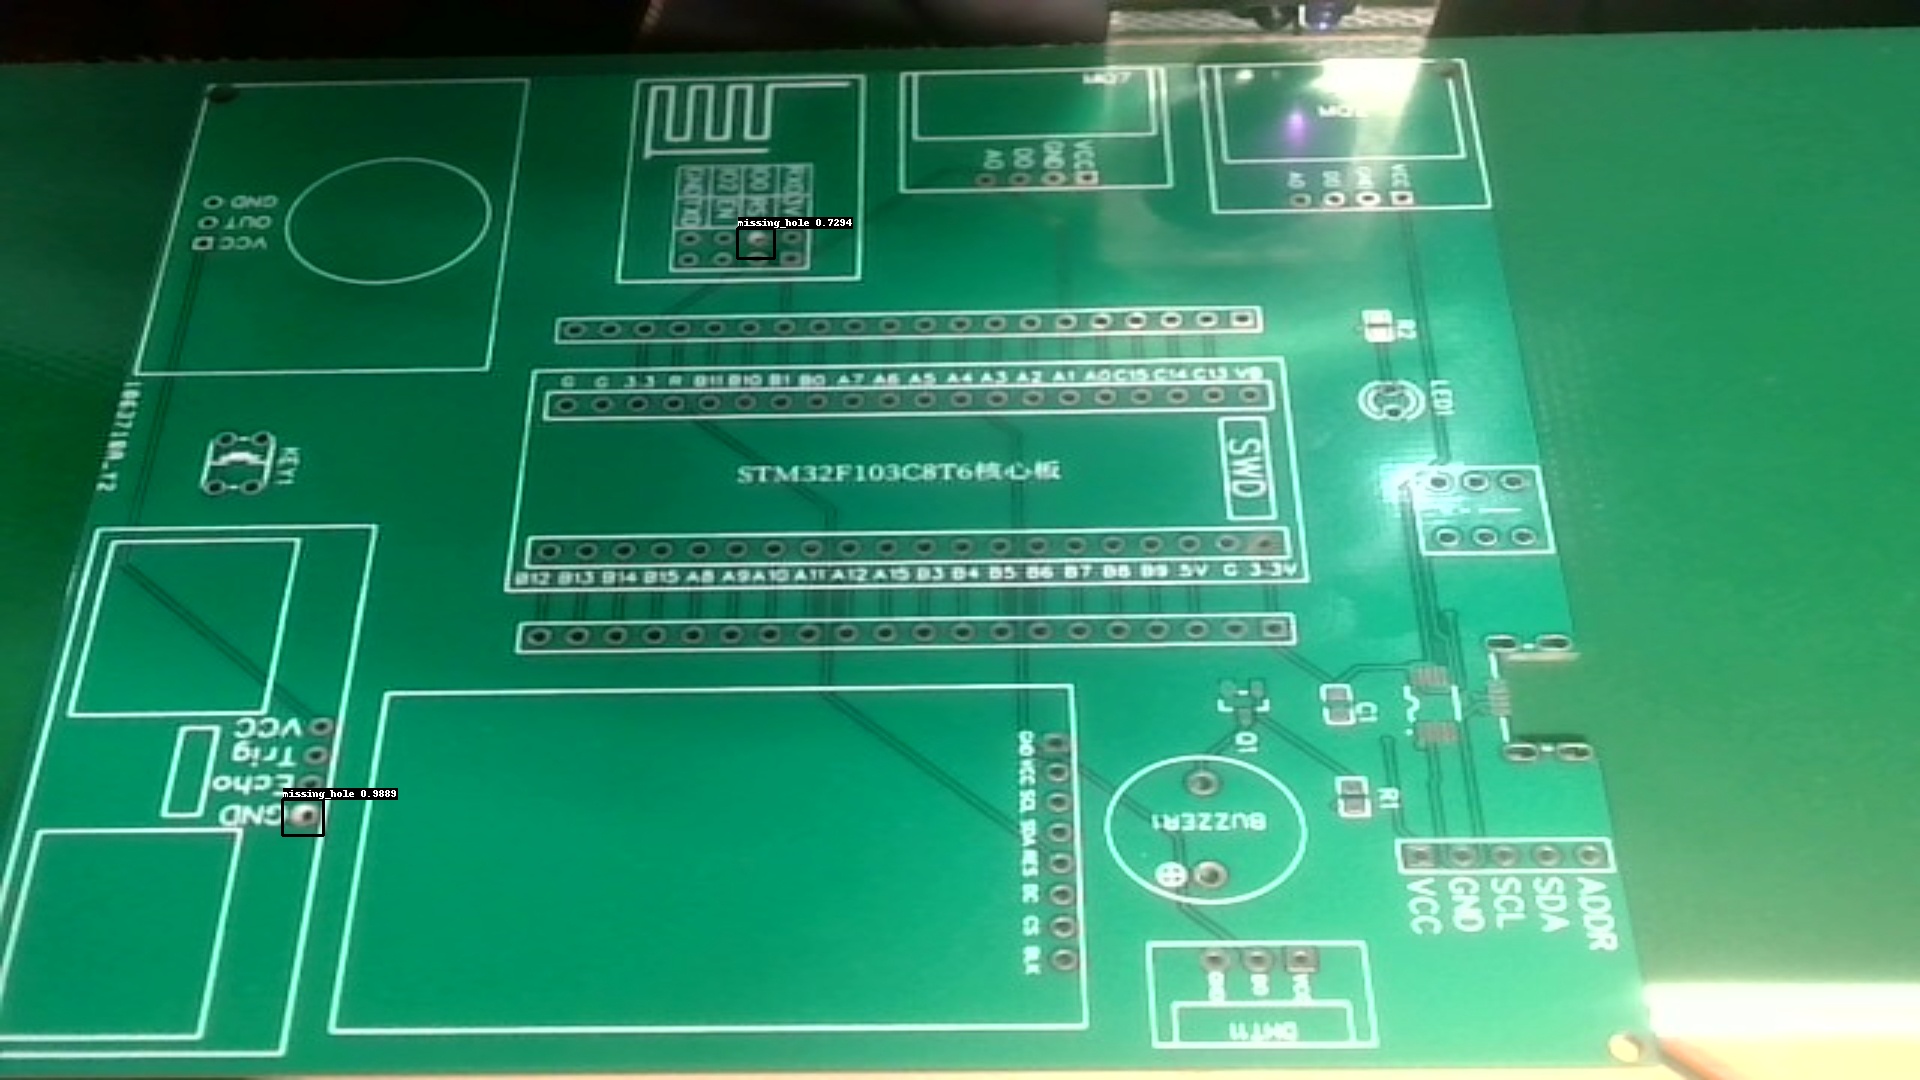 MQ7
GND
OUT
VCC
AO
DO
GND
VCC
AO
DO
GND
VCC
missing_hole 0.7294
R2
G G 3.3 R B11 B10 B1 B0 A7 A6 A5 A4 A3 A2 A1 A0 C15 C14 C13 VB
LED1
KEY1
STM32F103C8T6核心板
SWD
B12 B13 B14 B15 A8 A9 A10 A11 A12 A15 B3 B4 B5 B6 B7 B8 B9 5V G 3.3V
VCC
Trig
Echo
missing_hole 0.9889
GND
Q1
C1
R1
GND
VCC
SCL
SDA
RES
DC
CS
BLK
BUZZER1
VCC
GND
SCL
SDA
ADDR
DHT11